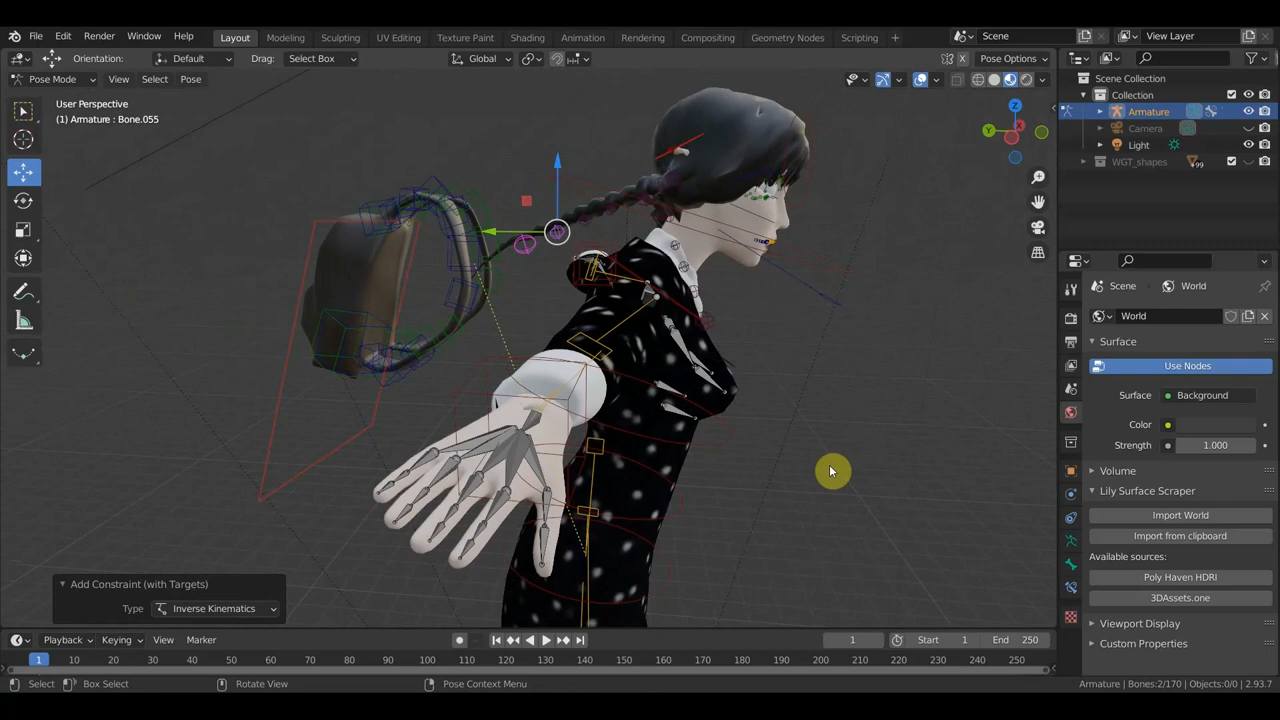 File Edit Render Window Help Layout Modeling Sculpting UV Editing Texture Paint Shading Animation Rendering Compositing Geometry Nodes Scripting + Scene View Layer
Orientation: Default Drag: Select Box Global Pose Options
Pose Mode View Select Pose
User Perspective
(1) Armature : Bone.055
Z
Y
X
Scene Collection
Collection
Armature
Camera
Light
WGT_shapes +99
Scene World
World
Surface
Use Nodes
Surface Background
Color
Strength 1.000
Volume
Lily Surface Scraper
Import World
Import from clipboard
Available sources:
Poly Haven HDRI
3DAssets.one
Viewport Display
Custom Properties
Add Constraint (with Targets)
Type Inverse Kinematics
Playback Keying View Marker 1 Start 1 End 250
1 10 20 30 40 50 60 70 80 90 100 110 120 130 140 150 160 170 180 190 200 210 220 230 240 250
Select Box Select Rotate View Pose Context Menu Armature | Bones:2/170 | Objects:0/0 | 2.93.7